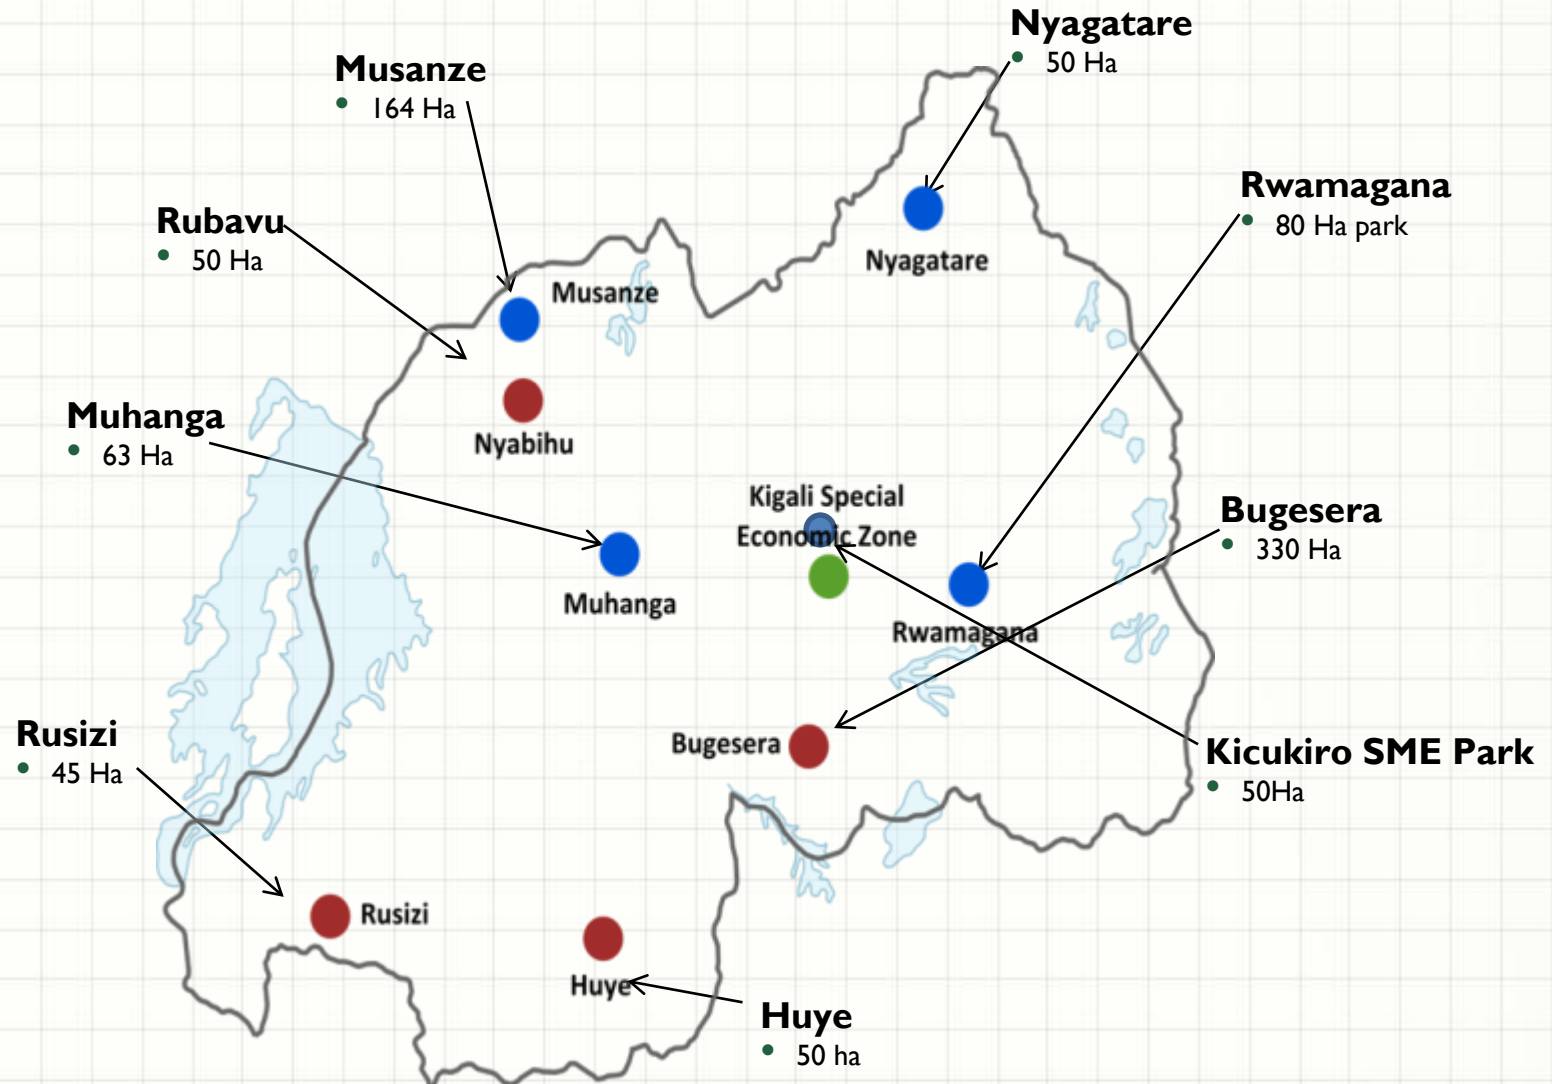 Nyagatare
• 50 Ha
Musanze
• 164 Ha
Rwamagana
• 80 Ha park
Rubavu
• 50 Ha
Nyagatare
Musanze
Muhanga
• 63 Ha
Nyabihu
Kigali Special
Economic Zone
Bugesera
• 330 Ha
Muhanga
Rwamagana
Rusizi
• 45 Ha
Bugesera
Kicukiro SME Park
• 50Ha
Rusizi
Huye
Huye
• 50 ha